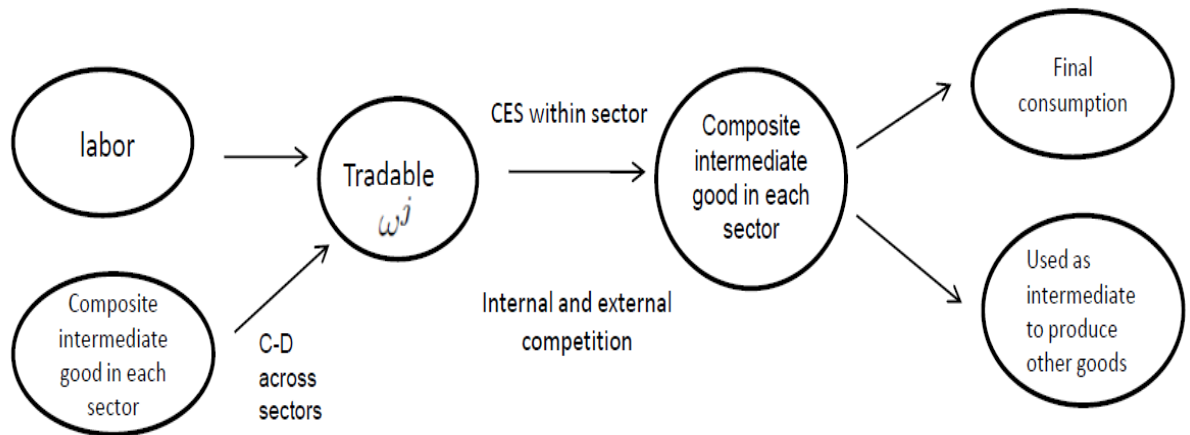 labor
Composite
intermediate
good in each
sector
C-D
across
sectors
Tradable
ω^j
CES within sector
Internal and external
competition
Composite
intermediate
good in each
sector
Final
consumption
Used as
intermediate
to produce
other goods